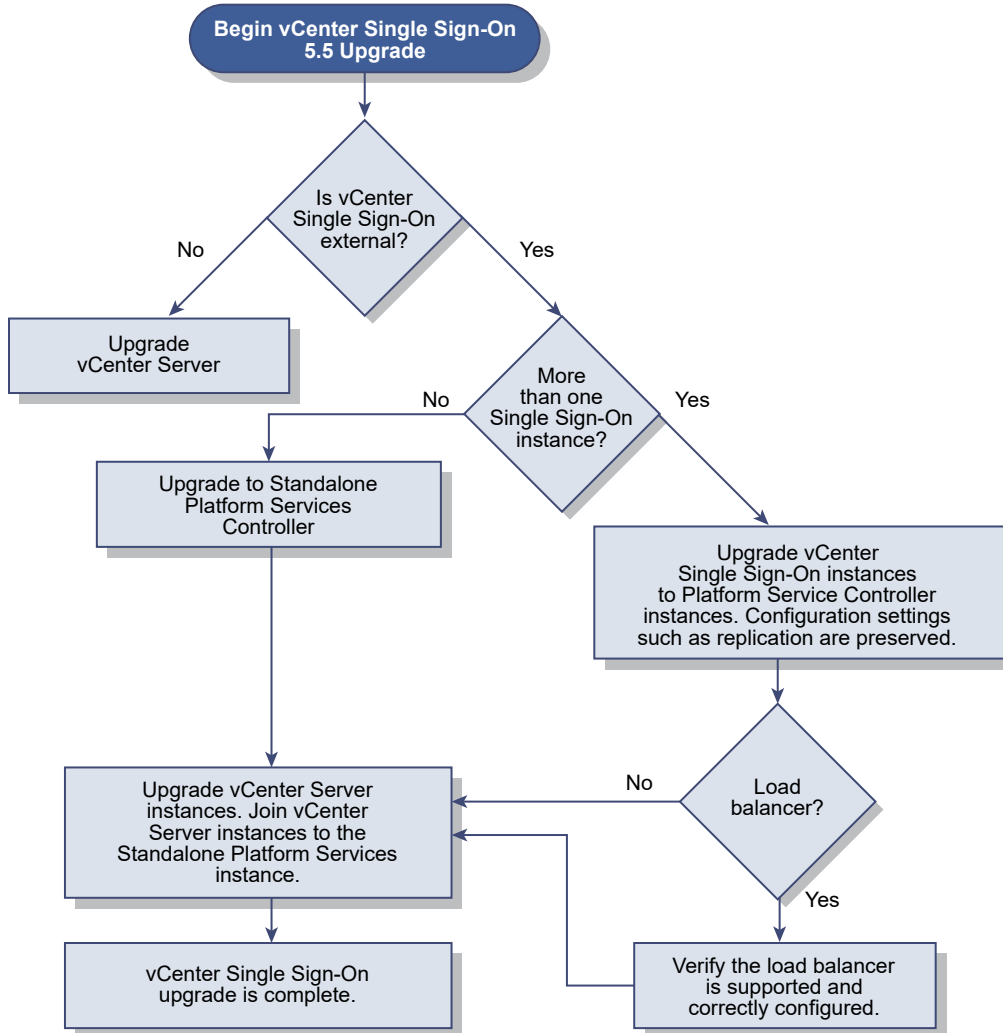 Begin vCenter Single Sign-On
5.5 Upgrade
Is vCenter
Single Sign-On
external?
No
Yes
Upgrade
vCenter Server
More
than one
Single Sign-On
instance?
No
Yes
Upgrade to Standalone
Platform Services
Controller
Upgrade vCenter
Single Sign-On instances
to Platform Service Controller
instances. Configuration settings
such as replication are preserved.
Load
balancer?
No
Yes
Upgrade vCenter Server
instances. Join vCenter
Server instances to the
Standalone Platform Services
instance.
vCenter Single Sign-On
upgrade is complete.
Verify the load balancer
is supported and
correctly configured.